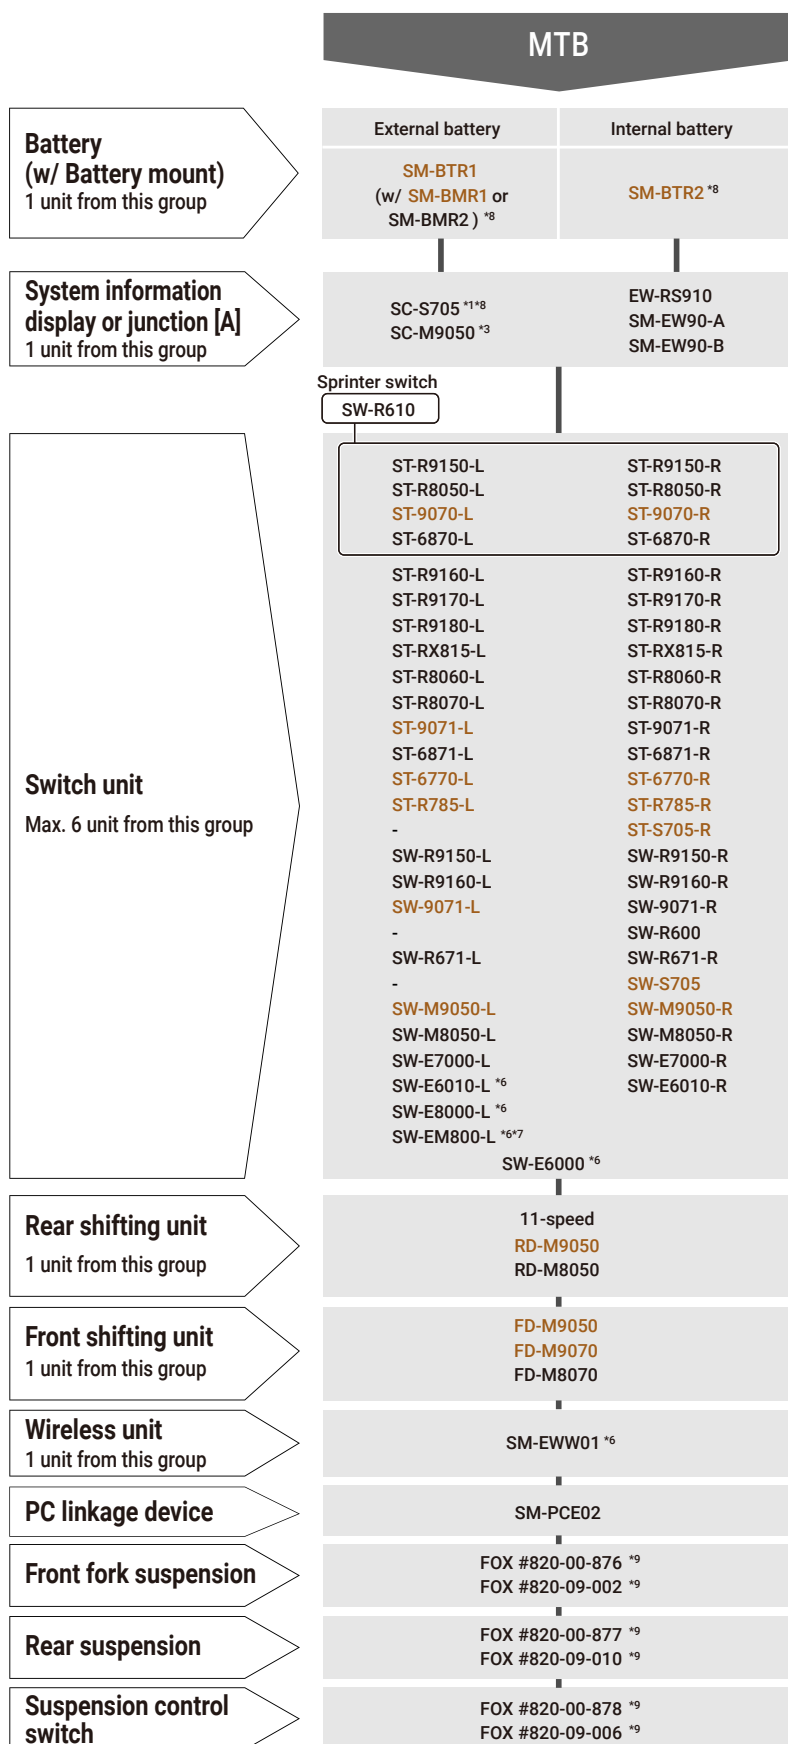 MTB
Battery
(w/ Battery mount)
1 unit from this group
External battery
Internal battery
SM-BTR1
(w/ SM-BMR1 or
SM-BMR2 ) *8
SM-BTR2 *8
System information
display or junction [A]
1 unit from this group
SC-S705 *1*8
SC-M9050 *3
EW-RS910
SM-EW90-A
SM-EW90-B
Sprinter switch
SW-R610
Switch unit
Max. 6 unit from this group
ST-R9150-L ST-R9150-R
ST-R8050-L ST-R8050-R
ST-9070-L ST-9070-R
ST-6870-L ST-6870-R
ST-R9160-L ST-R9160-R
ST-R9170-L ST-R9170-R
ST-R9180-L ST-R9180-R
ST-RX815-L ST-RX815-R
ST-R8060-L ST-R8060-R
ST-R8070-L ST-R8070-R
ST-9071-L ST-9071-R
ST-6871-L ST-6871-R
ST-6770-L ST-6770-R
ST-R785-L ST-R785-R
- ST-S705-R
SW-R9150-L SW-R9150-R
SW-R9160-L SW-R9160-R
SW-9071-L SW-9071-R
- SW-R600
SW-R671-L SW-R671-R
- SW-S705
SW-M9050-L SW-M9050-R
SW-M8050-L SW-M8050-R
SW-E7000-L SW-E7000-R
SW-E6010-L *6 SW-E6010-R
SW-E8000-L *6
SW-EM800-L *6*7
SW-E6000 *6
Rear shifting unit
1 unit from this group
11-speed
RD-M9050
RD-M8050
Front shifting unit
1 unit from this group
FD-M9050
FD-M9070
FD-M8070
Wireless unit
1 unit from this group
SM-EWW01 *6
PC linkage device
SM-PCE02
Front fork suspension
FOX #820-00-876 *9
FOX #820-09-002 *9
Rear suspension
FOX #820-00-877 *9
FOX #820-09-010 *9
Suspension control
switch
FOX #820-00-878 *9
FOX #820-09-006 *9